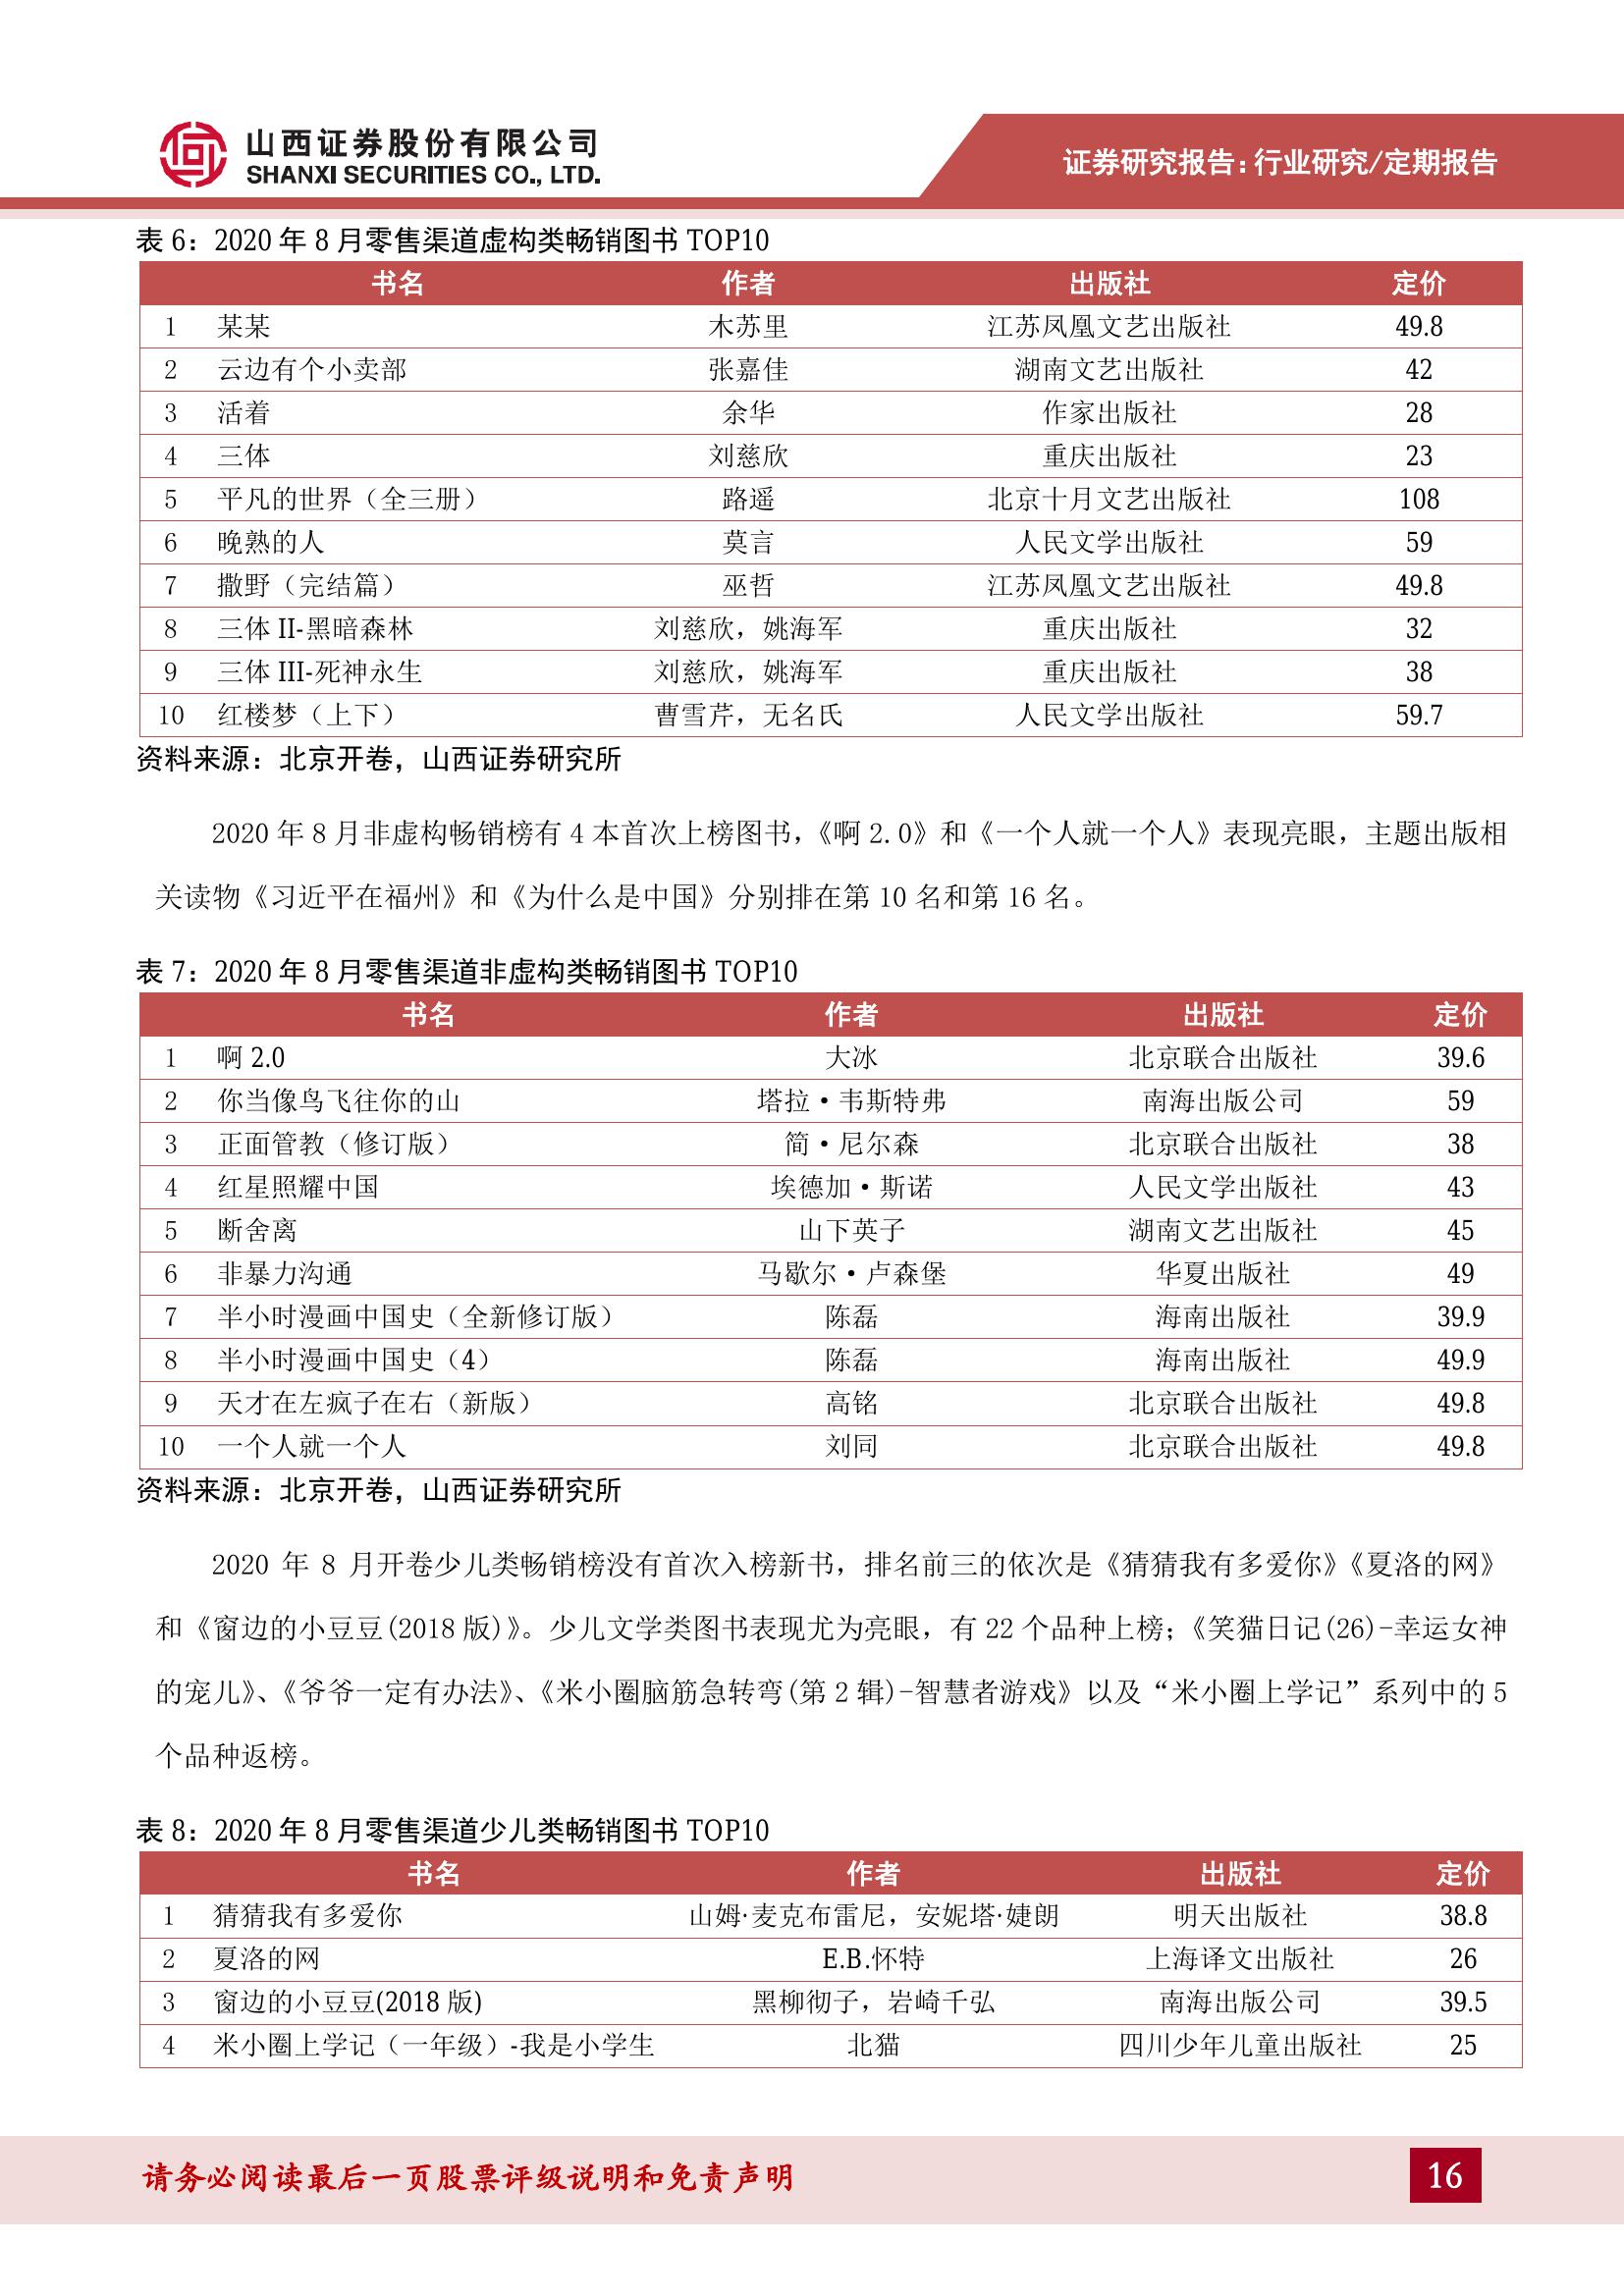 山西证券股份有限公司
SHANXI SECURITIES CO., LTD.
证券研究报告：行业研究/定期报告
表 6：2020 年 8 月零售渠道虚构类畅销图书 TOP10
书名 作者 出版社 定价
1 某某 木苏里 江苏凤凰文艺出版社 49.8
2 云边有个小卖部 张嘉佳 湖南文艺出版社 42
3 活着 余华 作家出版社 28
4 三体 刘慈欣 重庆出版社 23
5 平凡的世界（全三册） 路遥 北京十月文艺出版社 108
6 晚熟的人 莫言 人民文学出版社 59
7 撒野（完结篇） 巫哲 江苏凤凰文艺出版社 49.8
8 三体 II-黑暗森林 刘慈欣，姚海军 重庆出版社 32
9 三体 III-死神永生 刘慈欣，姚海军 重庆出版社 38
10 红楼梦（上下） 曹雪芹，无名氏 人民文学出版社 59.7
资料来源：北京开卷，山西证券研究所
2020 年 8 月非虚构畅销榜有 4 本首次上榜图书，《啊 2.0》和《一个人就一个人》表现亮眼，主题出版相
关读物《习近平在福州》和《为什么是中国》分别排在第 10 名和第 16 名。
表 7：2020 年 8 月零售渠道非虚构类畅销图书 TOP10
书名 作者 出版社 定价
1 啊 2.0 大冰 北京联合出版社 39.6
2 你当像鸟飞往你的山 塔拉·韦斯特弗 南海出版公司 59
3 正面管教（修订版） 简·尼尔森 北京联合出版社 38
4 红星照耀中国 埃德加·斯诺 人民文学出版社 43
5 断舍离 山下英子 湖南文艺出版社 45
6 非暴力沟通 马歇尔·卢森堡 华夏出版社 49
7 半小时漫画中国史（全新修订版） 陈磊 海南出版社 39.9
8 半小时漫画中国史（4） 陈磊 海南出版社 49.9
9 天才在左疯子在右（新版） 高铭 北京联合出版社 49.8
10 一个人就一个人 刘同 北京联合出版社 49.8
资料来源：北京开卷，山西证券研究所
2020 年 8 月开卷少儿类畅销榜没有首次入榜新书，排名前三的依次是《猜猜我有多爱你》《夏洛的网》
和《窗边的小豆豆(2018 版)》。少儿文学类图书表现尤为亮眼，有 22 个品种上榜；《笑猫日记(26)-幸运女神
的宠儿》、《爷爷一定有办法》、《米小圈脑筋急转弯(第 2 辑)-智慧者游戏》以及“米小圈上学记”系列中的 5
个品种返榜。
表 8：2020 年 8 月零售渠道少儿类畅销图书 TOP10
书名 作者 出版社 定价
1 猜猜我有多爱你 山姆·麦克布雷尼，安妮塔·婕朗 明天出版社 38.8
2 夏洛的网 E.B.怀特 上海译文出版社 26
3 窗边的小豆豆(2018 版) 黑柳彻子，岩崎千弘 南海出版公司 39.5
4 米小圈上学记（一年级）-我是小学生 北猫 四川少年儿童出版社 25
请务必阅读最后一页股票评级说明和免责声明
16